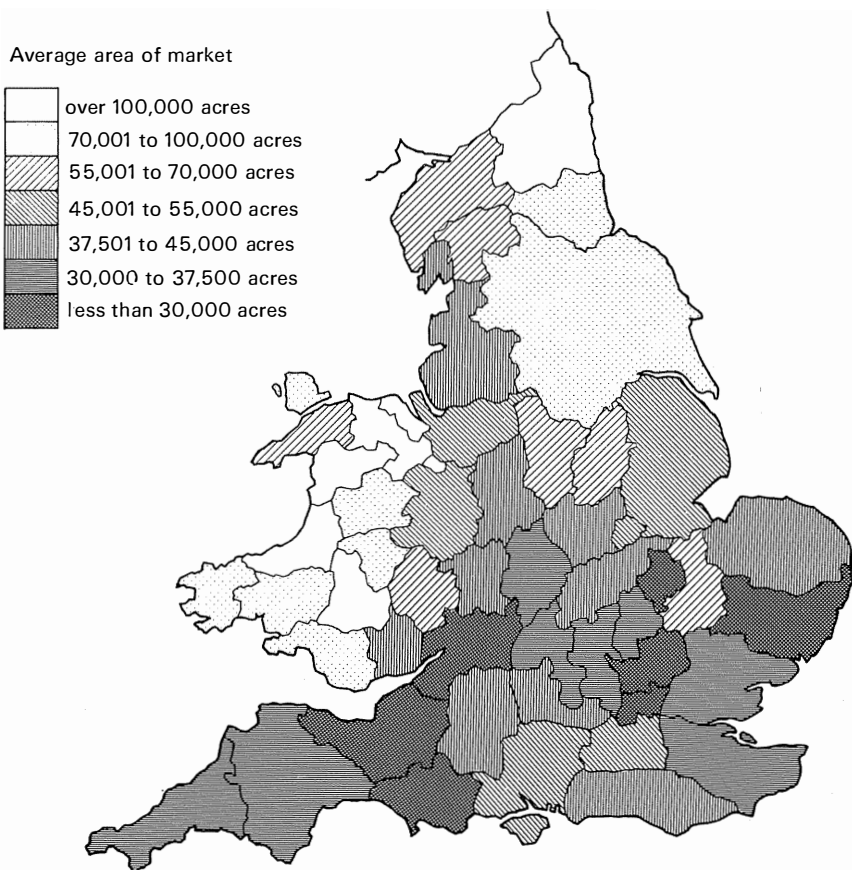 Average area of market
over 100,000 acres
70,001 to 100,000 acres
55,001 to 70,000 acres
45,001 to 55,000 acres
37,501 to 45,000 acres
30,000 to 37,500 acres
less than 30,000 acres